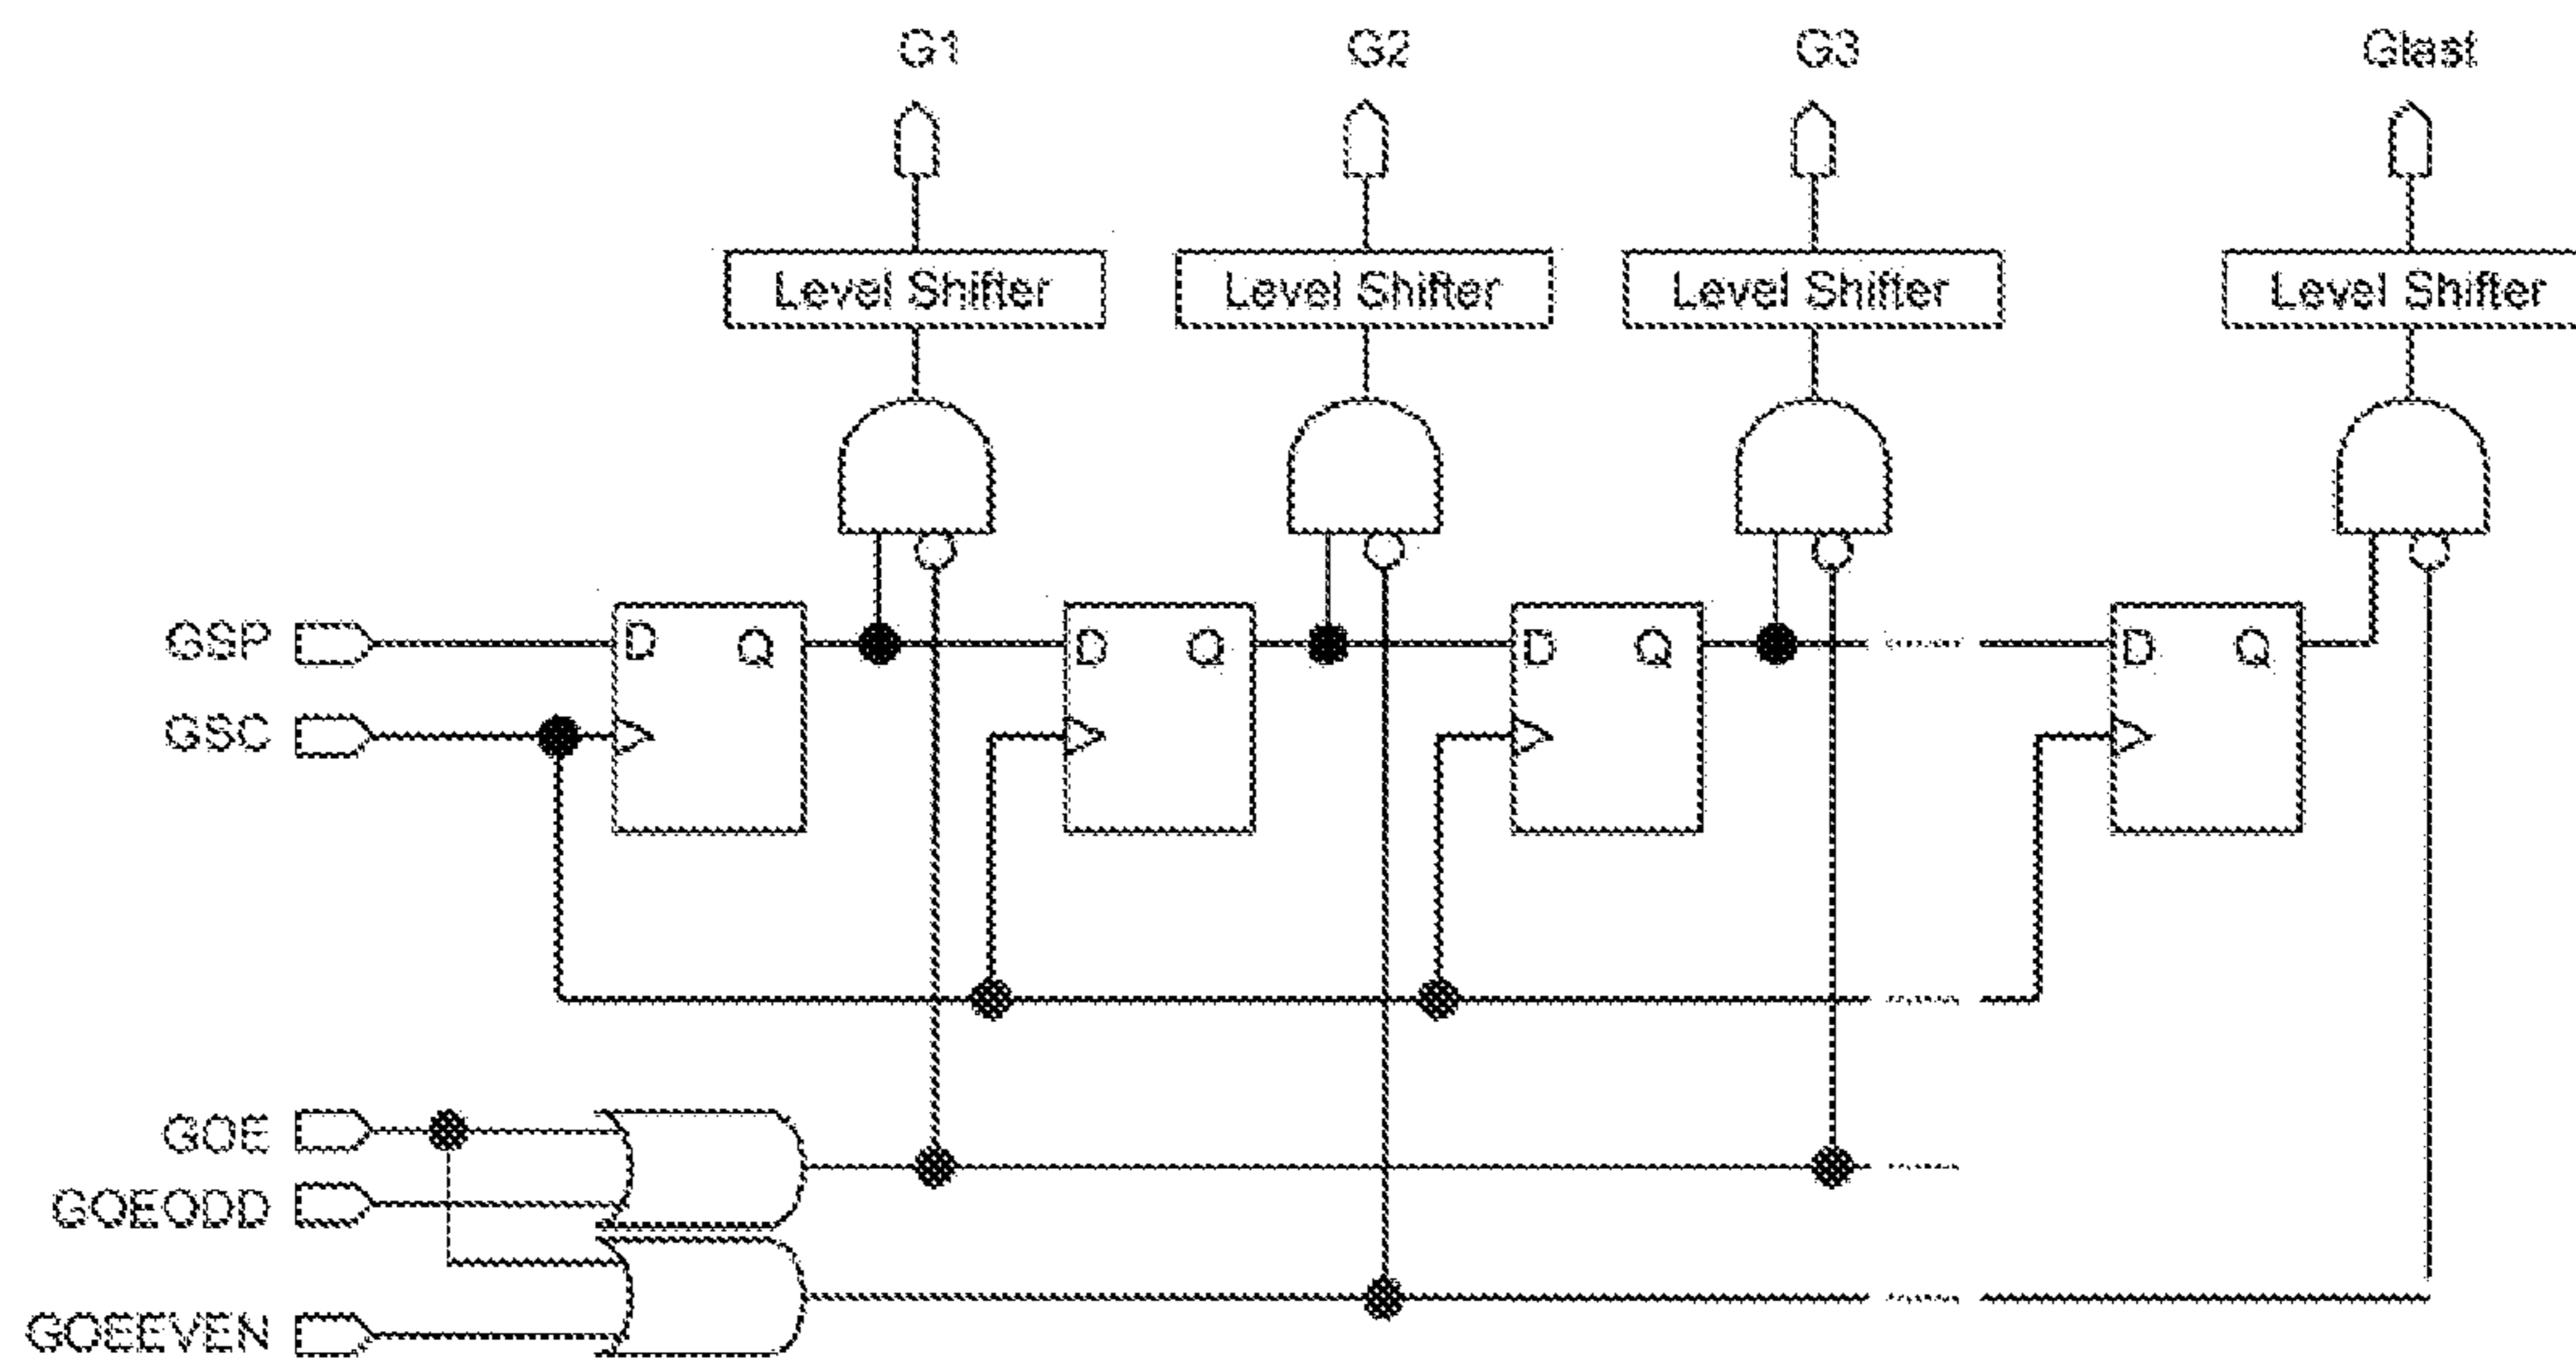 G1 G2 G3 Glast
Level Shifter Level Shifter Level Shifter Level Shifter
GSP D Q D Q D Q D Q
GSC
GOE
GOEODD
GOEEVEN